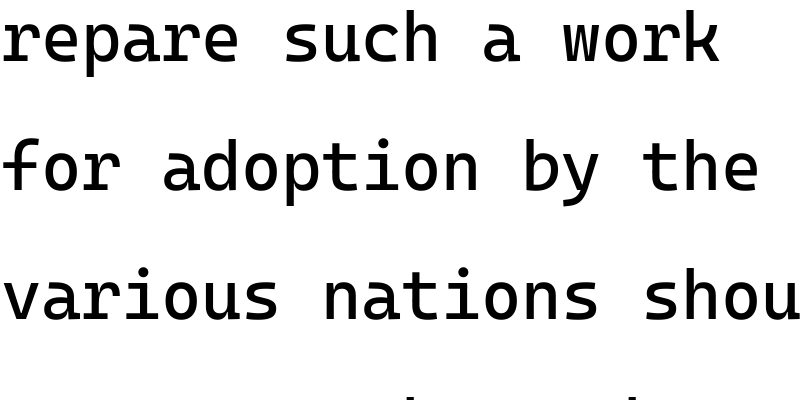 repare such a work
for adoption by the
various nations shou